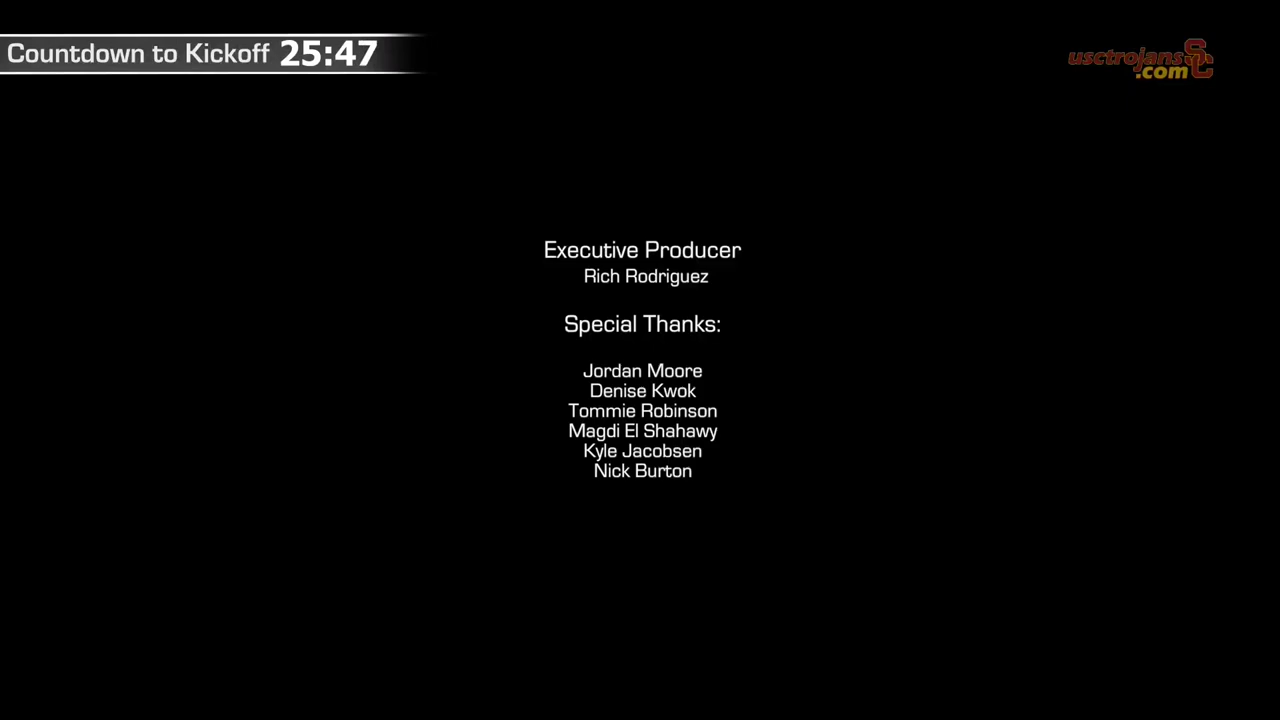 Countdown to Kickoff 25:47
usctrojans SC
.com
Executive Producer
Rich Rodriguez
Special Thanks:
Jordan Moore
Denise Kwok
Tommie Robinson
Magdi El Shahawy
Kyle Jacobsen
Nick Burton